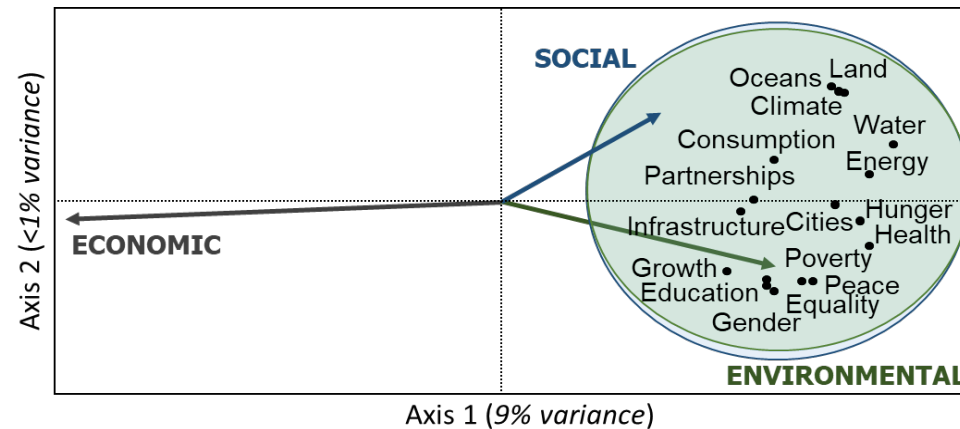 SOCIAL
Oceans
Land
Climate
Water
Consumption
Energy
Partnerships
Infrastructure
Cities
Hunger
Health
ECONOMIC
Growth
Poverty
Education
Peace
Equality
Gender
ENVIRONMENTAL
Axis 2 (<1% variance)
Axis 1 (9% variance)